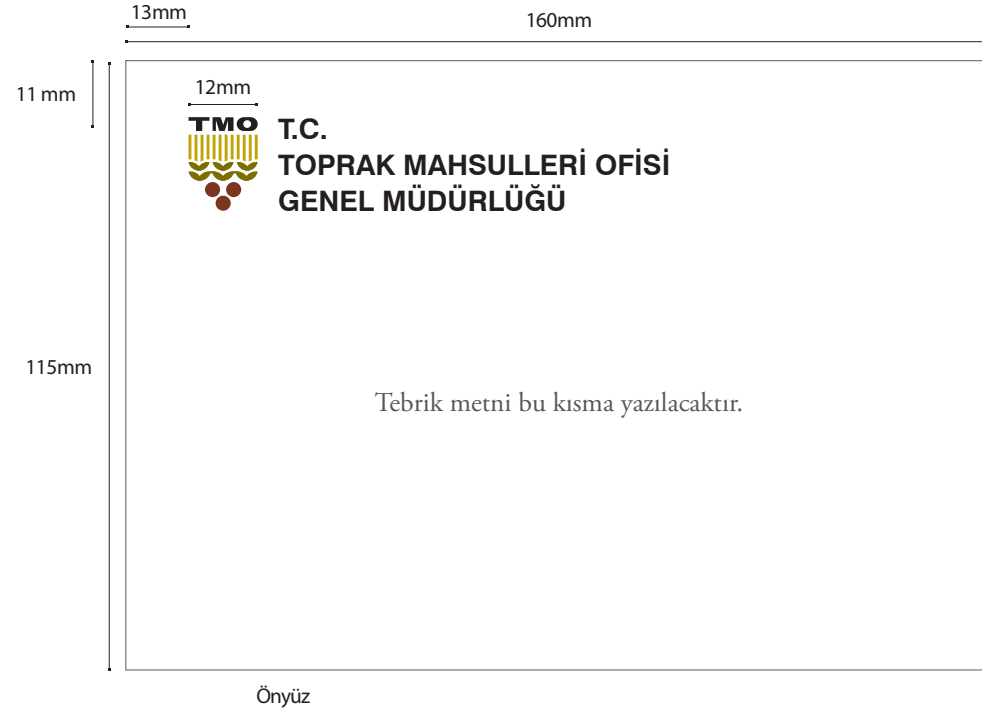 13mm
160mm
11 mm
12mm
TMO
T.C.
TOPRAK MAHSULLERİ OFİSİ
GENEL MÜDÜRLÜĞÜ
115mm
Tebrik metni bu kısma yazılacaktır.
Önyüz